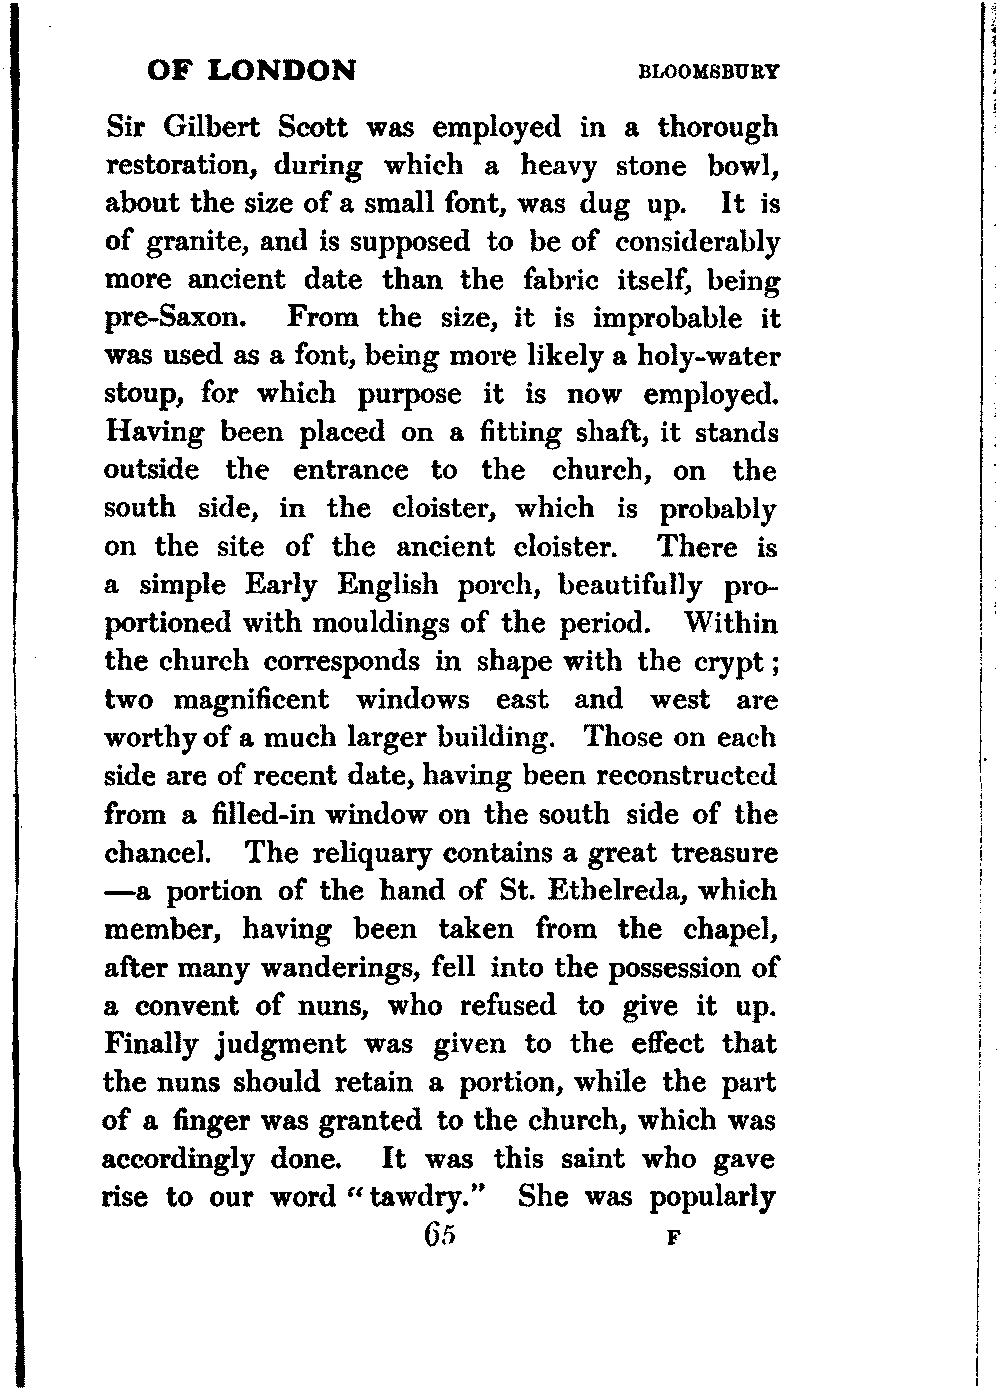 OF LONDON BLOOMSBURY
Sir Gilbert Scott was employed in a thorough
restoration, during which a heavy stone bowl,
about the size of a small font, was dug up. It is
of granite, and is supposed to be of considerably
more ancient date than the fabric itself, being
pre-Saxon. From the size, it is improbable it
was used as a font, being more likely a holy-water
stoup, for which purpose it is now employed.
Having been placed on a fitting shaft, it stands
outside the entrance to the church, on the
south side, in the cloister, which is probably
on the site of the ancient cloister. There is
a simple Early English porch, beautifully pro-
portioned with mouldings of the period. Within
the church corresponds in shape with the crypt;
two magnificent windows east and west are
worthy of a much larger building. Those on each
side are of recent date, having been reconstructed
from a filled-in window on the south side of the
chancel. The reliquary contains a great treasure
—a portion of the hand of St. Ethelreda, which
member, having been taken from the chapel,
after many wanderings, fell into the possession of
a convent of nuns, who refused to give it up.
Finally judgment was given to the effect that
the nuns should retain a portion, while the part
of a finger was granted to the church, which was
accordingly done. It was this saint who gave
rise to our word "tawdry." She was popularly
65 F